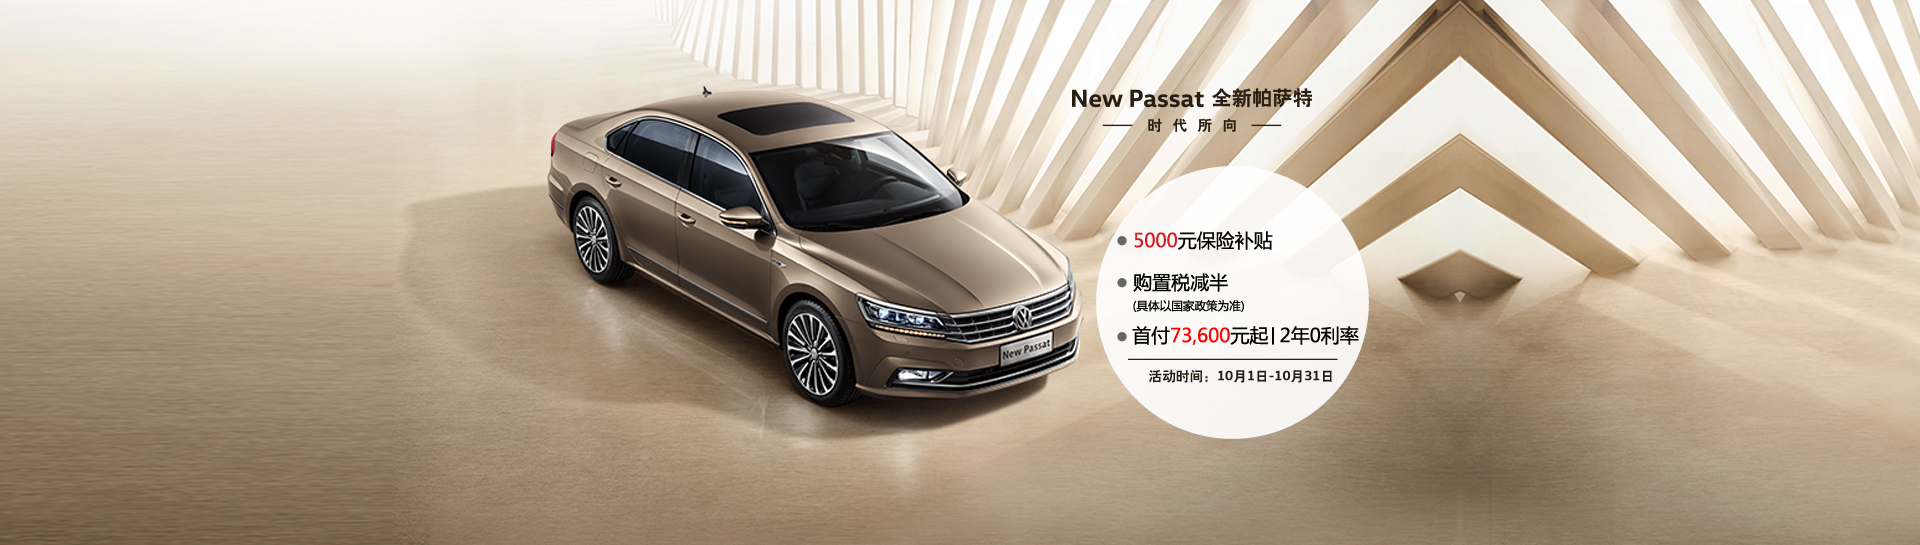 New Passat 全新帕萨特
时代所向
5000元保险补贴
购置税减半
(具体以国家政策为准)
首付73,600元起| 2年0利率
活动时间：10月1日-10月31日
New Passat